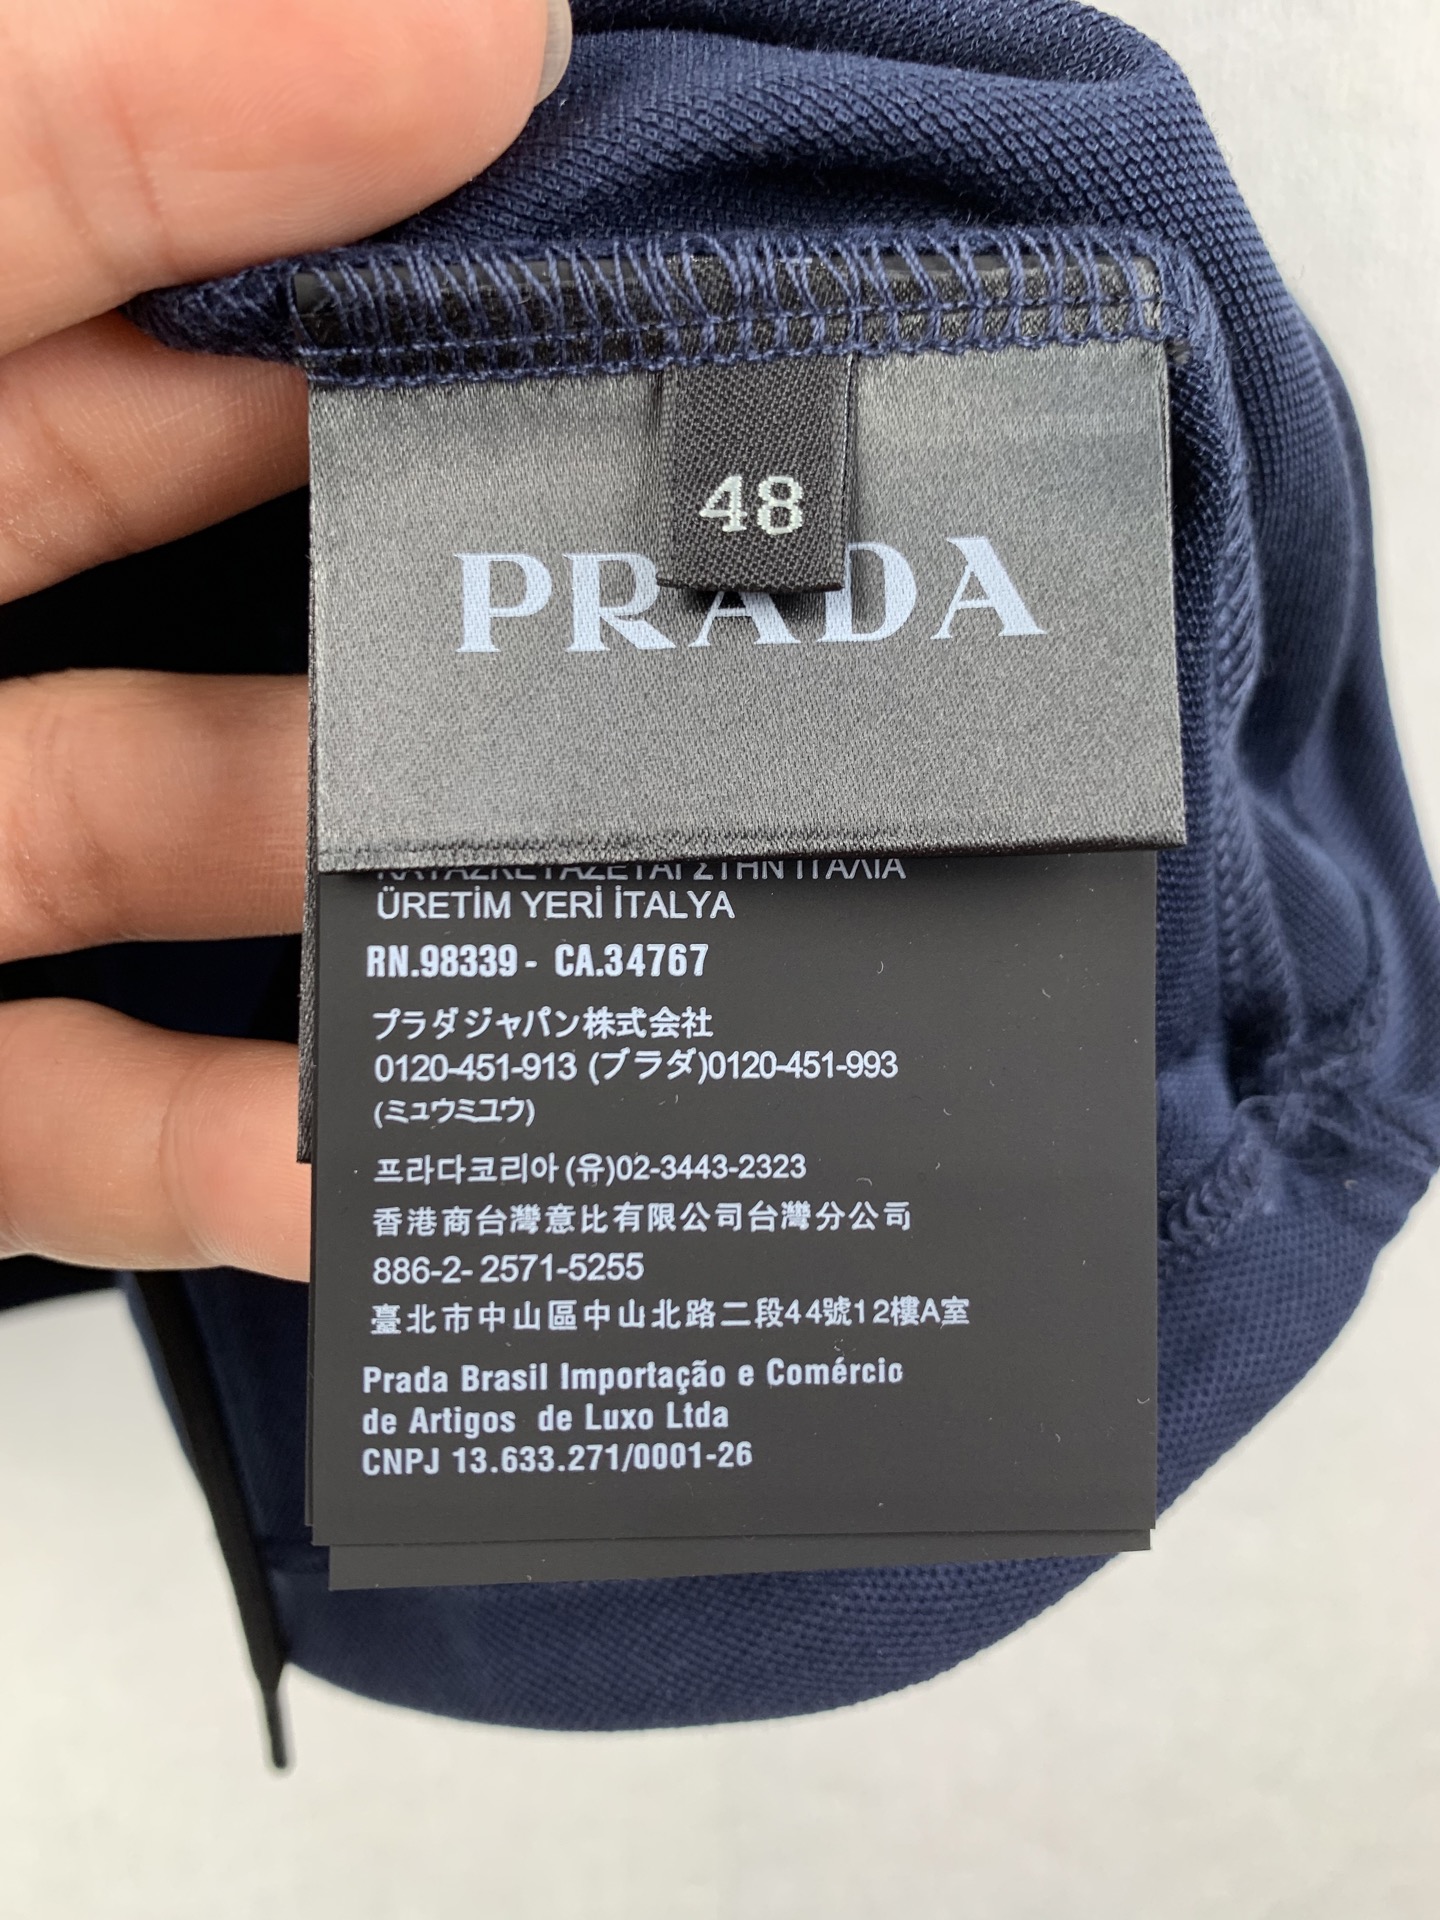 48
PRADA
ΚΑΤΑΣΚΕΥΑΖΕΤΑΙ ΣΤΗΝ ΙΤΑΛΙΑ
ÜRETİM YERİ İTALYA
RN.98339 - CA.34767
プラダジャパン株式会社
0120-451-913 (プラダ)0120-451-993
(ミュウミユウ)
프라다코리아(유)02-3443-2323
香港商台灣意比有限公司台灣分公司
886-2- 2571-5255
臺北市中山區中山北路二段44號12樓A室
Prada Brasil Importação e Comércio
de Artigos de Luxo Ltda
CNPJ 13.633.271/0001-26